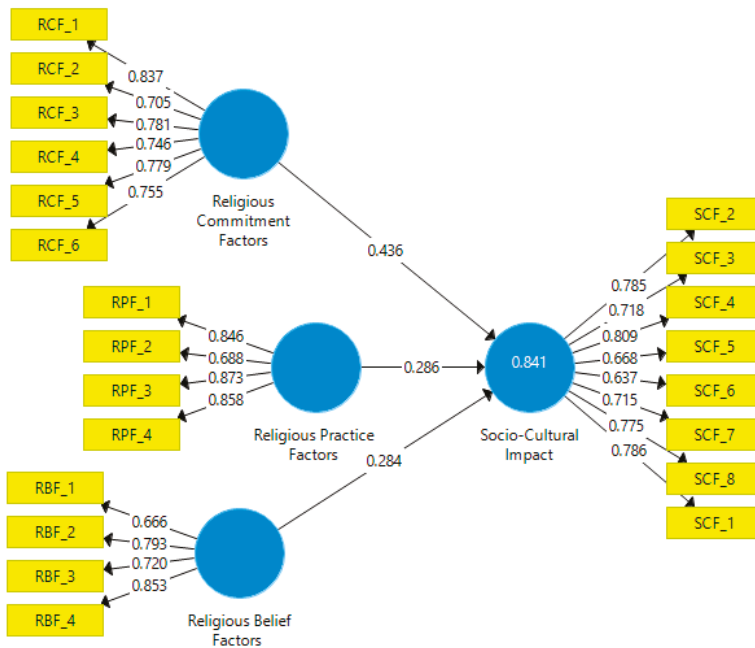 RCF_1
RCF_2
RCF_3
RCF_4
RCF_5
RCF_6
0.837
0.705
0.781
0.746
0.779
0.755
Religious
Commitment
Factors
0.436
RPF_1
RPF_2
RPF_3
RPF_4
0.846
0.688
0.873
0.858
Religious Practice
Factors
0.286
RBF_1
RBF_2
RBF_3
RBF_4
0.666
0.793
0.720
0.853
Religious Belief
Factors
0.284
0.841
Socio-Cultural
Impact
0.785
0.718
0.809
0.668
0.637
0.715
0.775
0.786
SCF_2
SCF_3
SCF_4
SCF_5
SCF_6
SCF_7
SCF_8
SCF_1